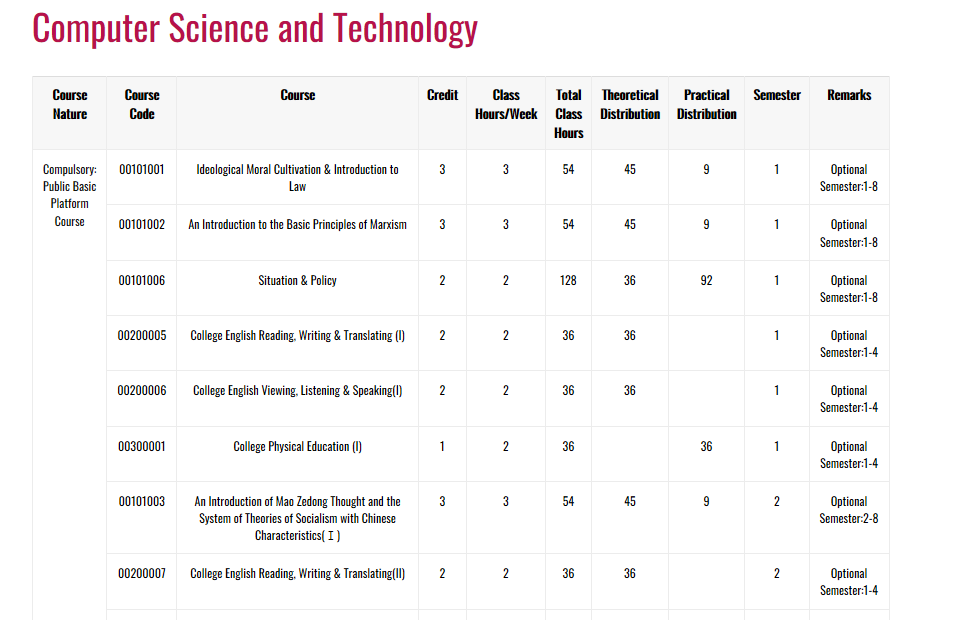 Computer Science and Technology
Course Nature | Course Code | Course | Credit | Class Hours/Week | Total Class Hours | Theoretical Distribution | Practical Distribution | Semester | Remarks
Compulsory: Public Basic Platform Course | 00101001 | Ideological Moral Cultivation & Introduction to Law | 3 | 3 | 54 | 45 | 9 | 1 | Optional Semester:1-8
00101002 | An Introduction to the Basic Principles of Marxism | 3 | 3 | 54 | 45 | 9 | 1 | Optional Semester:1-8
00101006 | Situation & Policy | 2 | 2 | 128 | 36 | 92 | 1 | Optional Semester:1-8
00200005 | College English Reading, Writing & Translating (I) | 2 | 2 | 36 | 36 | | 1 | Optional Semester:1-4
00200006 | College English Viewing, Listening & Speaking(I) | 2 | 2 | 36 | 36 | | 1 | Optional Semester:1-4
00300001 | College Physical Education (I) | 1 | 2 | 36 | | 36 | 1 | Optional Semester:1-4
00101003 | An Introduction of Mao Zedong Thought and the System of Theories of Socialism with Chinese Characteristics( I ) | 3 | 3 | 54 | 45 | 9 | 2 | Optional Semester:2-8
00200007 | College English Reading, Writing & Translating(II) | 2 | 2 | 36 | 36 | | 2 | Optional Semester:1-4